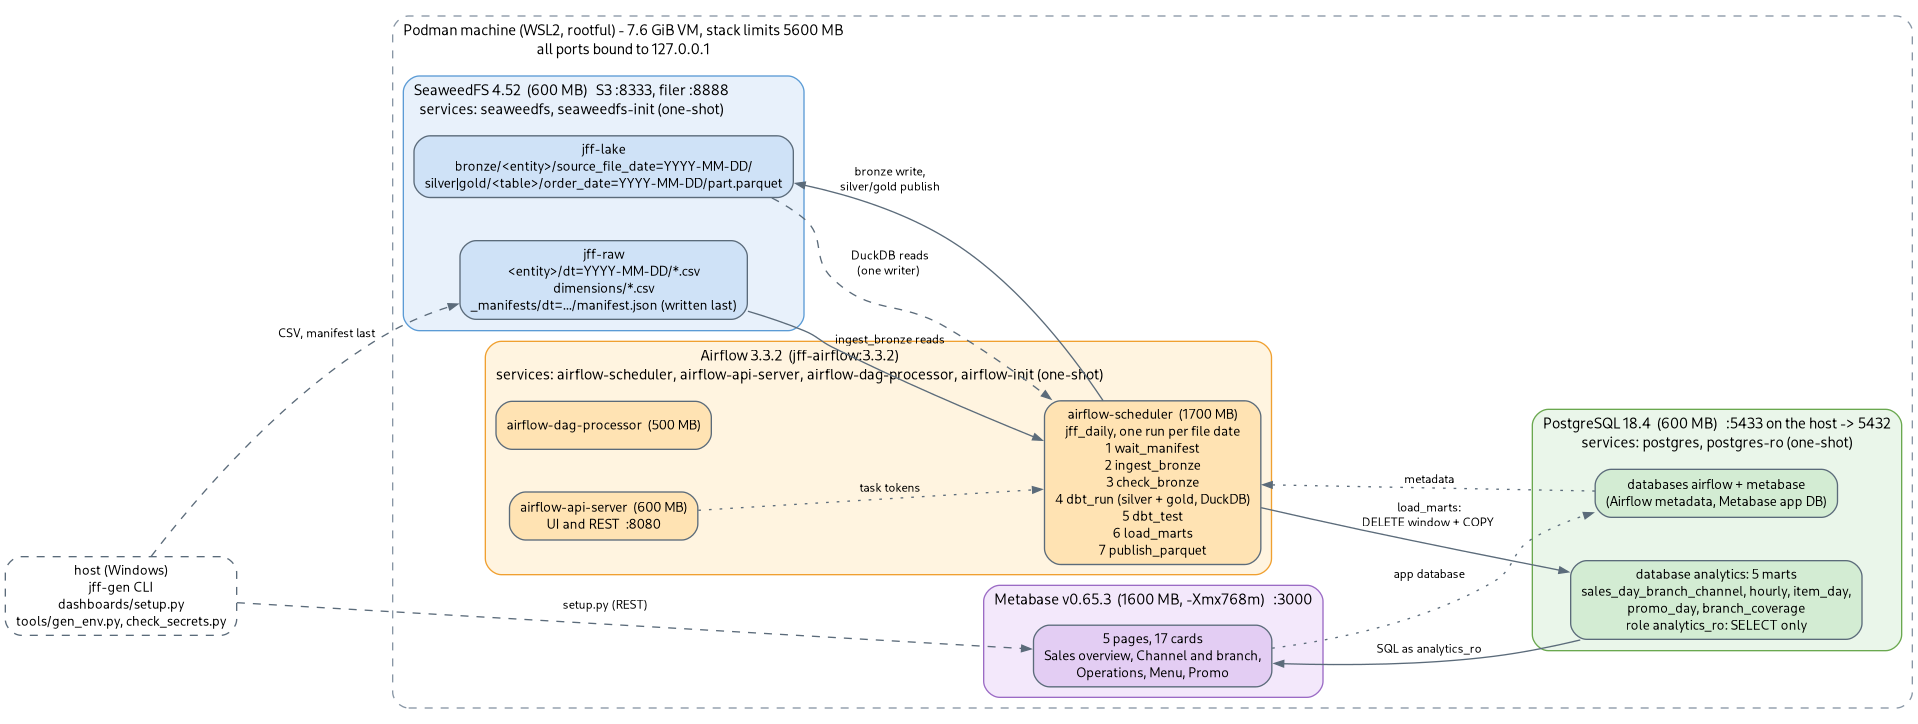 Podman machine (WSL2, rootful) - 7.6 GiB VM, stack limits 5600 MB
all ports bound to 127.0.0.1
SeaweedFS 4.52  (600 MB)   S3 :8333, filer :8888
services: seaweedfs, seaweedfs-init (one-shot)
jff-lake
bronze/<entity>/source_file_date=YYYY-MM-DD/
silver|gold/<table>/order_date=YYYY-MM-DD/part.parquet
jff-raw
<entity>/dt=YYYY-MM-DD/*.csv
dimensions/*.csv
_manifests/dt=.../manifest.json (written last)
bronze write,
silver/gold publish
DuckDB reads
(one writer)
CSV, manifest last
ingest_bronze reads
Airflow 3.3.2  (jff-airflow:3.3.2)
services: airflow-scheduler, airflow-api-server, airflow-dag-processor, airflow-init (one-shot)
airflow-dag-processor  (500 MB)
airflow-api-server  (600 MB)
UI and REST  :8080
task tokens
airflow-scheduler  (1700 MB)
jff_daily, one run per file date
1 wait_manifest
2 ingest_bronze
3 check_bronze
4 dbt_run (silver + gold, DuckDB)
5 dbt_test
6 load_marts
7 publish_parquet
metadata
load_marts:
DELETE window + COPY
app database
PostgreSQL 18.4  (600 MB)   :5433 on the host -> 5432
services: postgres, postgres-ro (one-shot)
databases airflow + metabase
(Airflow metadata, Metabase app DB)
database analytics: 5 marts
sales_day_branch_channel, hourly, item_day,
promo_day, branch_coverage
role analytics_ro: SELECT only
host (Windows)
jff-gen CLI
dashboards/setup.py
tools/gen_env.py, check_secrets.py
setup.py (REST)
Metabase v0.65.3  (1600 MB, -Xmx768m)   :3000
5 pages, 17 cards
Sales overview, Channel and branch,
Operations, Menu, Promo
SQL as analytics_ro